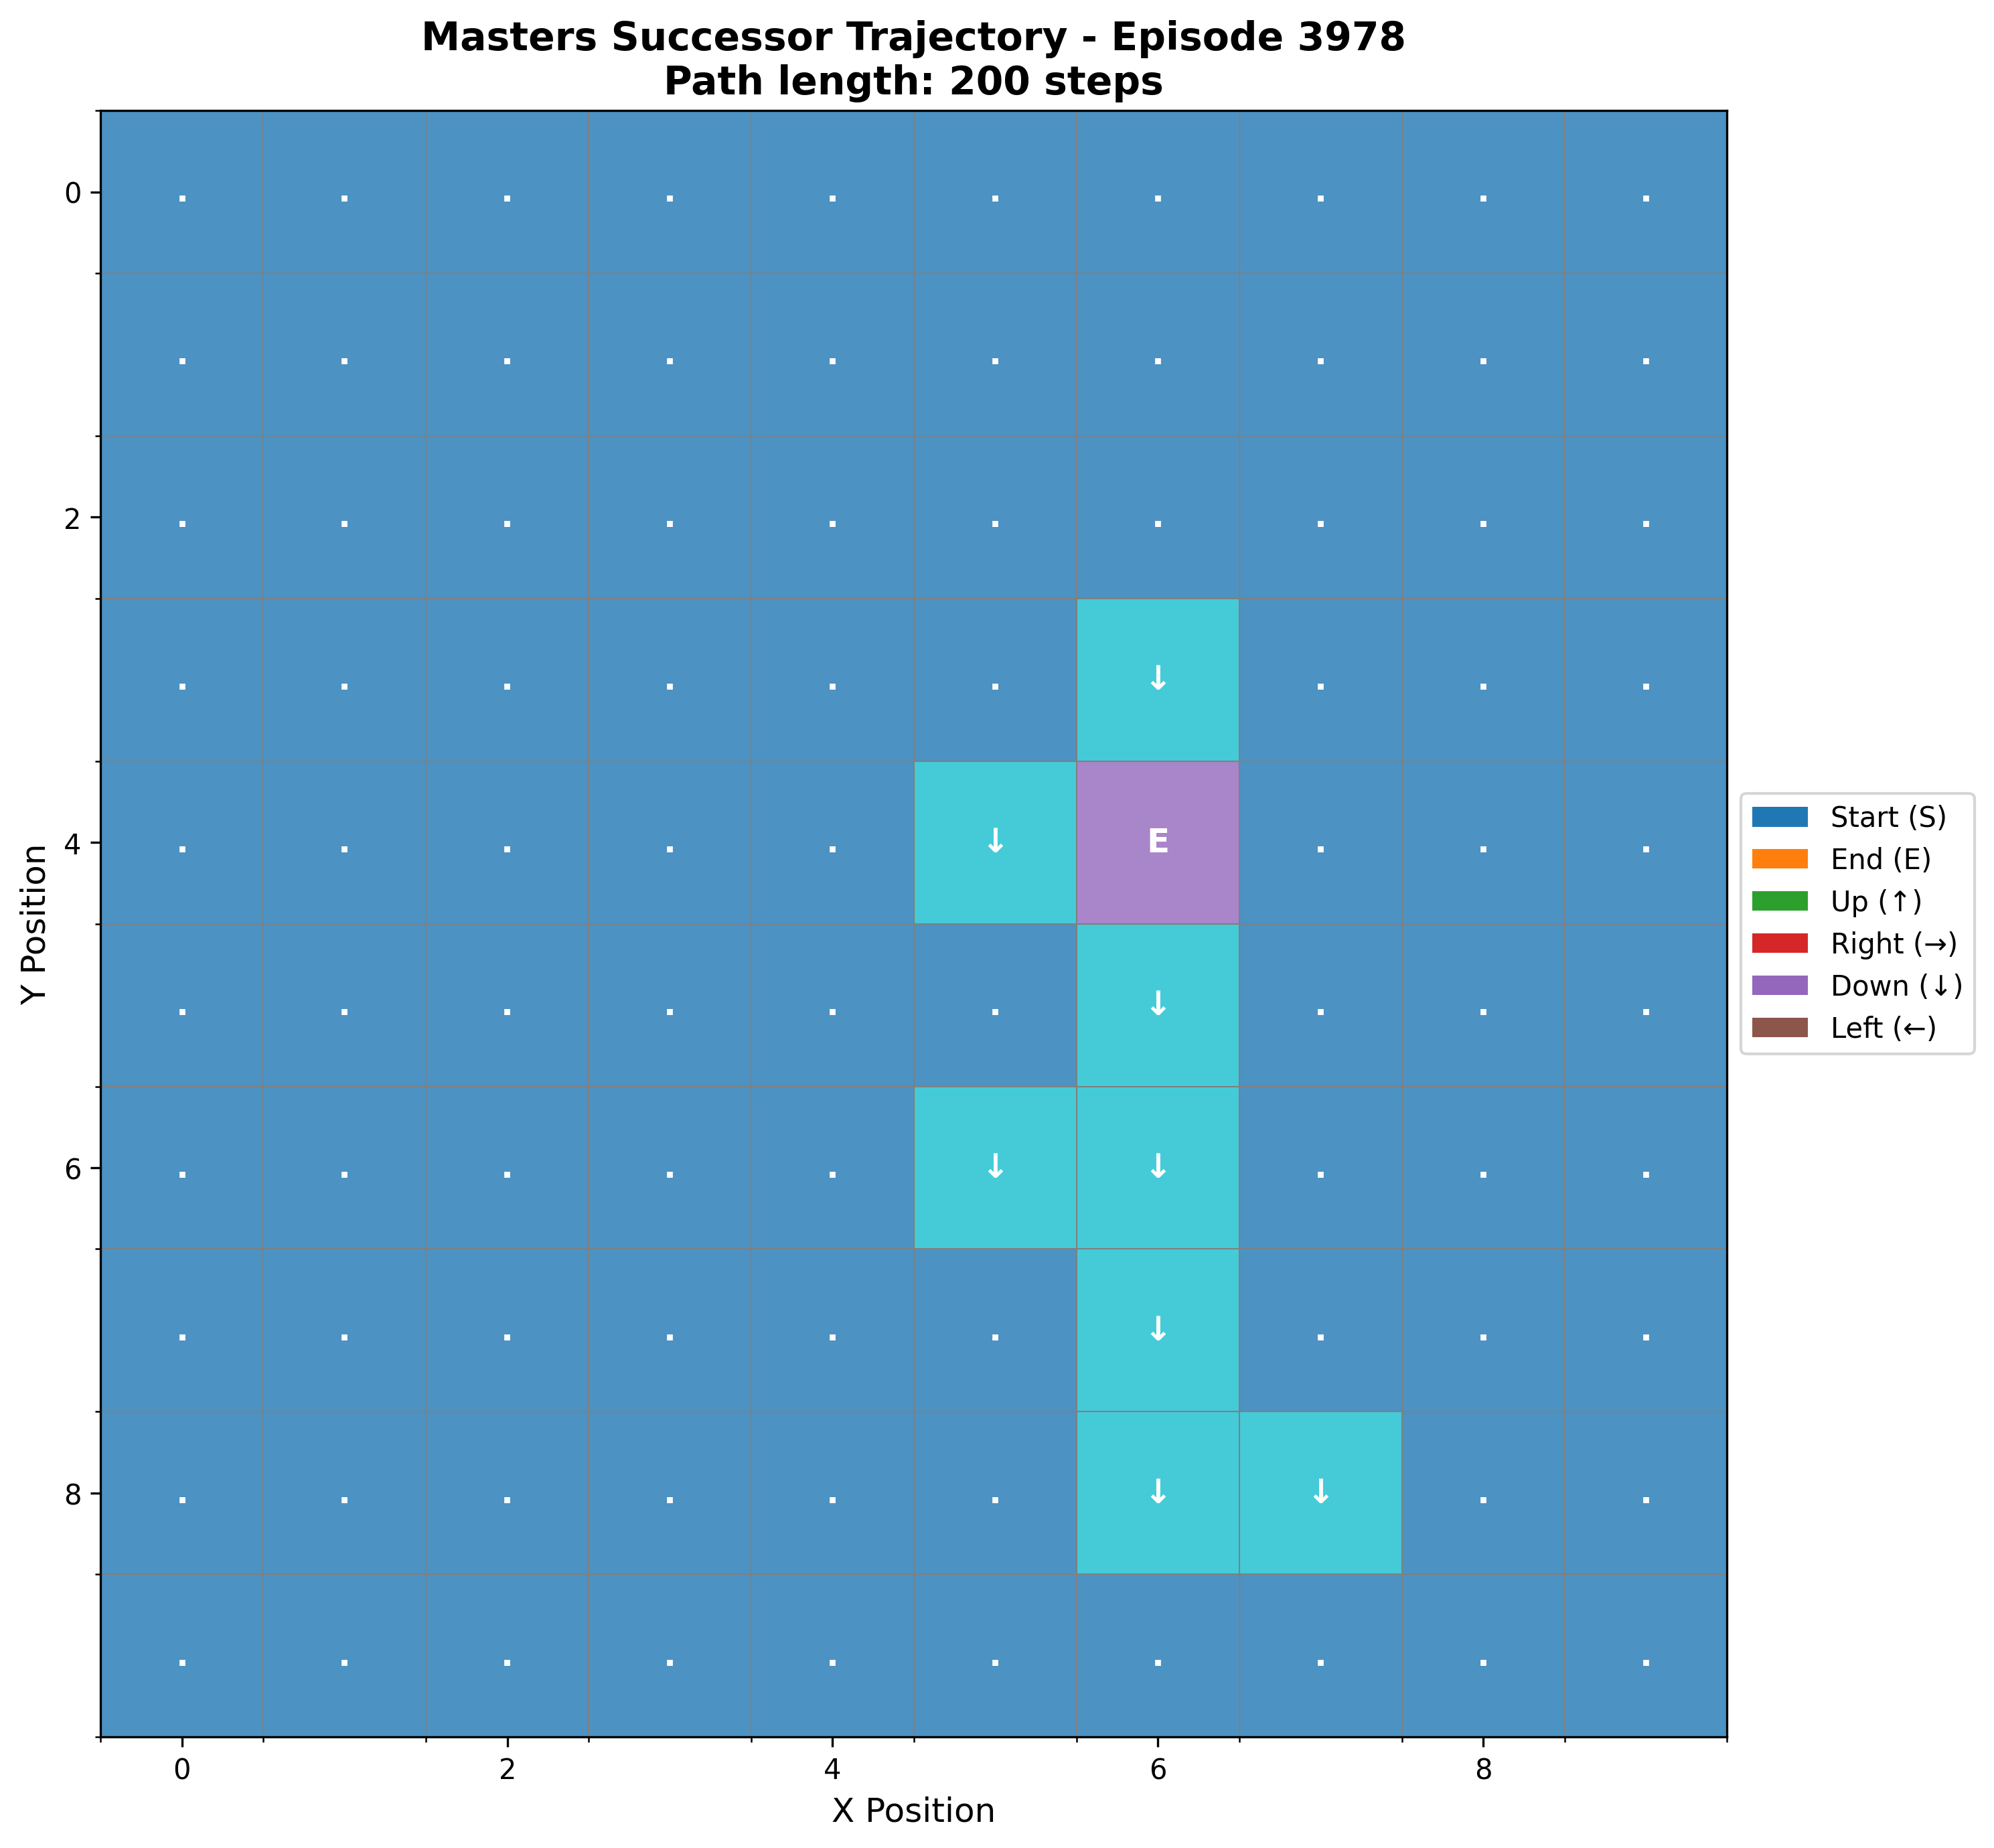 Masters Successor Trajectory - Episode 3978
Path length: 200 steps
0
2
↓
4
↓ E
↓
6
↓ ↓
↓
8
↓ ↓
0 2 4 6 8
X Position
Y Position
Start (S)
End (E)
Up (↑)
Right (→)
Down (↓)
Left (←)